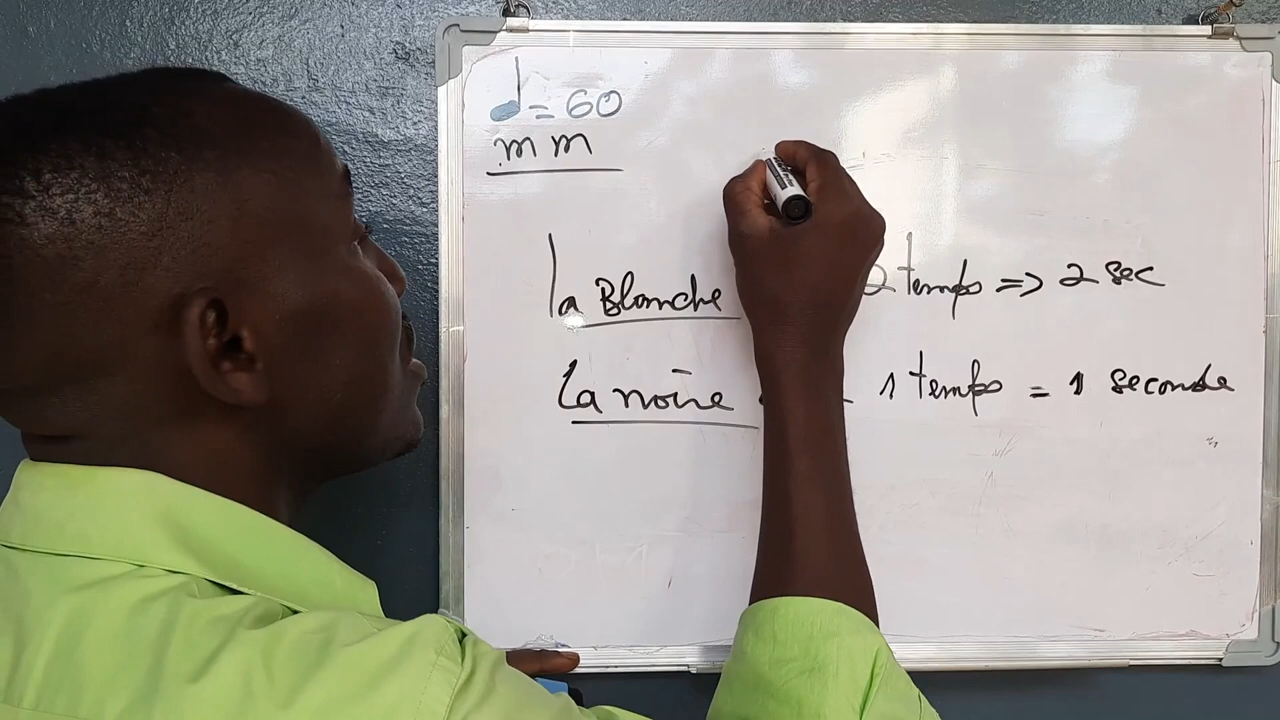 ♩= 60
mm
la Blanche 2 temps => 2 sec
La noire 1 temps = 1 seconde